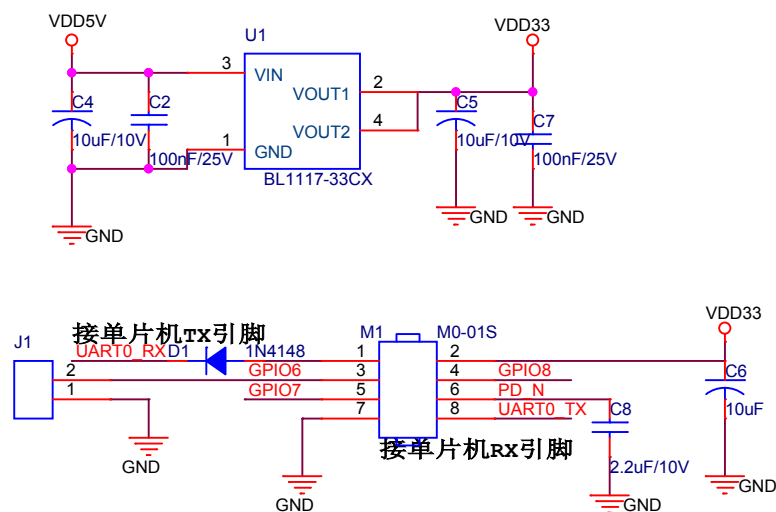 VDD5V
U1
VDD33
3
VIN
2
VOUT1
C4
C2
C5
4
VOUT2
C7
10uF/10V
10uF/10V
1
GND
100nF/25V
100nF/25V
BL1117-33CX
GND
GND
GND
VDD33
接单片机TX引脚
M1
M0-01S
J1
UART0_RX
D1
1N4148
1
2
2
GPIO6
3
4
GPIO8
C6
1
GPIO7
5
6
PD_N
7
8
UART0_TX
C8
10uF
接单片机RX引脚
GND
2.2uF/10V
GND
GND
GND